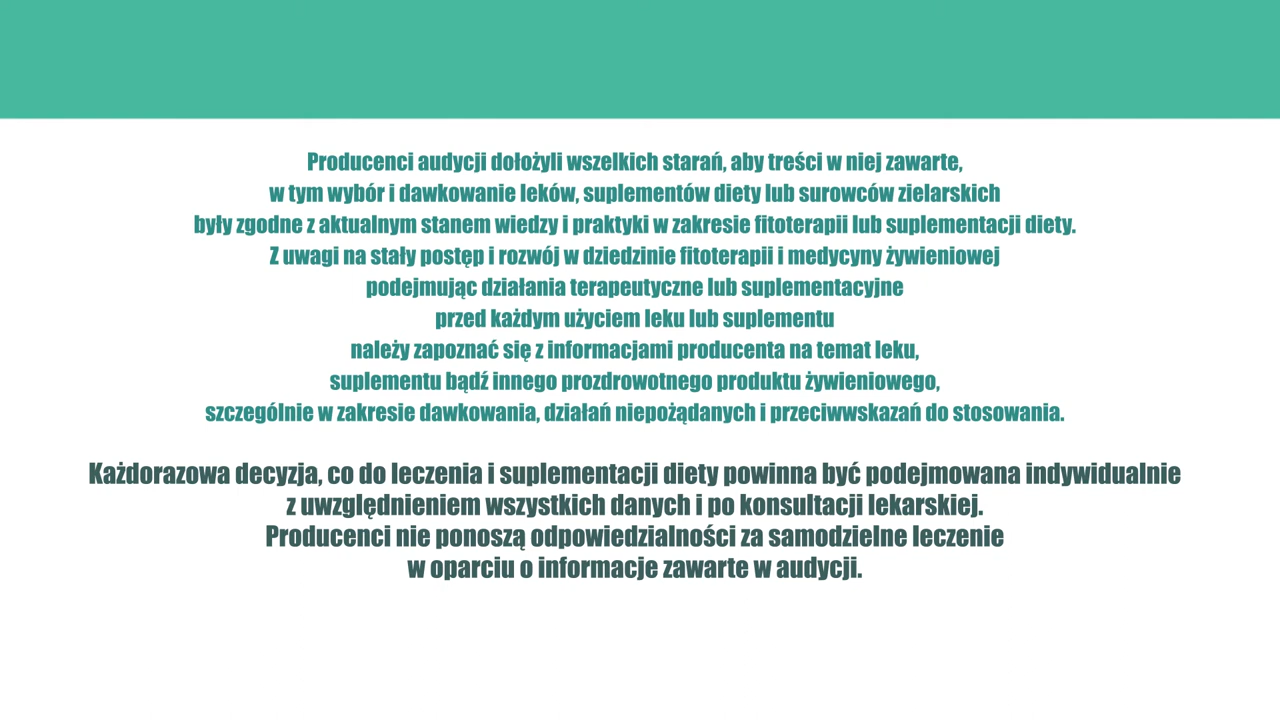 Producenci audycji dołożyli wszelkich starań, aby treści w niej zawarte,
w tym wybór i dawkowanie leków, suplementów diety lub surowców zielarskich
były zgodne z aktualnym stanem wiedzy i praktyki w zakresie fitoterapii lub suplementacji diety.
Z uwagi na stały postęp i rozwój w dziedzinie fitoterapii i medycyny żywieniowej
podejmując działania terapeutyczne lub suplementacyjne
przed każdym użyciem leku lub suplementu
należy zapoznać się z informacjami producenta na temat leku,
suplementu bądź innego prozdrowotnego produktu żywieniowego,
szczególnie w zakresie dawkowania, działań niepożądanych i przeciwwskazań do stosowania.
Każdorazowa decyzja, co do leczenia i suplementacji diety powinna być podejmowana indywidualnie
z uwzględnieniem wszystkich danych i po konsultacji lekarskiej.
Producenci nie ponoszą odpowiedzialności za samodzielne leczenie
w oparciu o informacje zawarte w audycji.